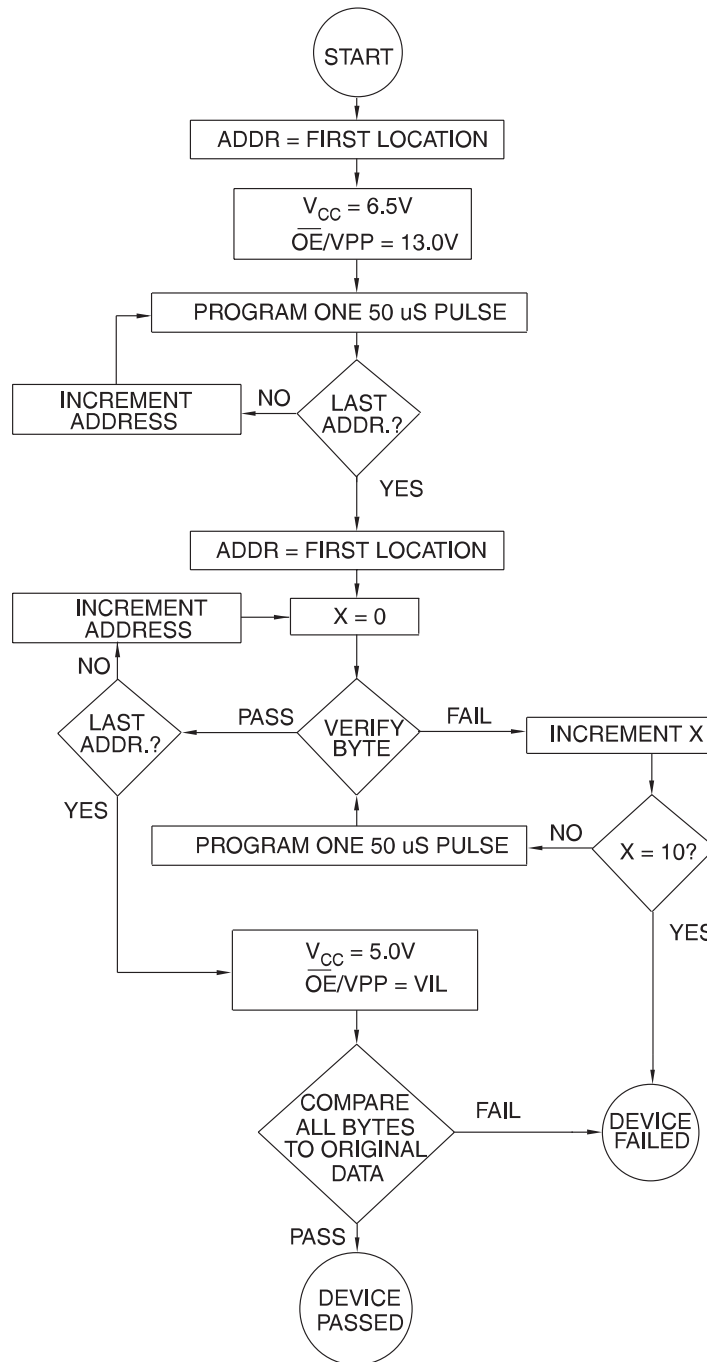 START
ADDR = FIRST LOCATION
VCC = 6.5V
OE/VPP = 13.0V
PROGRAM ONE 50 uS PULSE
INCREMENT
ADDRESS
NO
LAST
ADDR.?
YES
ADDR = FIRST LOCATION
INCREMENT
ADDRESS
X = 0
NO
LAST
ADDR.?
PASS
VERIFY
BYTE
FAIL
INCREMENT X
YES
PROGRAM ONE 50 uS PULSE
NO
X = 10?
YES
VCC = 5.0V
OE/VPP = VIL
COMPARE
ALL BYTES
TO ORIGINAL
DATA
FAIL
DEVICE
FAILED
PASS
DEVICE
PASSED